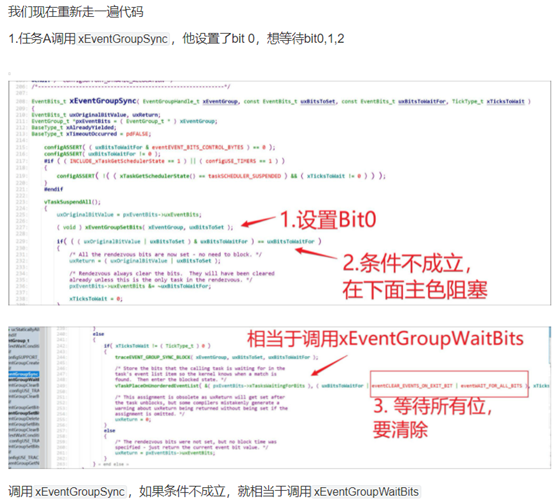 我们现在重新走一遍代码
1.任务A调用 xEventGroupSync ，他设置了bit 0，想等待bit0,1,2
EventBits_t xEventGroupSync( EventGroupHandle_t xEventGroup, const EventBits_t uxBitsToSet, const EventBits_t uxBitsToWaitFor, TickType_t xTicksToWait )
{
EventBits_t uxOriginalBitValue, uxReturn;
EventGroup_t *pxEventBits = ( EventGroup_t * ) xEventGroup;
BaseType_t xAlreadyYielded;
BaseType_t xTimeoutOccurred = pdFALSE;
configASSERT( ( uxBitsToWaitFor & eventEVENT_BITS_CONTROL_BYTES ) == 0 );
configASSERT( uxBitsToWaitFor != 0 );
#if ( ( INCLUDE_xTaskGetSchedulerState == 1 ) || ( configUSE_TIMERS == 1 ) )
{
configASSERT( !( ( xTaskGetSchedulerState() == taskSCHEDULER_SUSPENDED ) && ( xTicksToWait != 0 ) ) );
}
#endif
vTaskSuspendAll();
{
uxOriginalBitValue = pxEventBits->uxEventBits;
( void ) xEventGroupSetBits( xEventGroup, uxBitsToSet );
1.设置Bit0
if( ( ( uxOriginalBitValue | uxBitsToSet ) & uxBitsToWaitFor ) == uxBitsToWaitFor )
{
/* All the rendezvous bits are now set - no need to block. */
uxReturn = ( uxOriginalBitValue | uxBitsToSet );
2.条件不成立，
在下面主色阻塞
/* Rendezvous always clear the bits. They will have been cleared
already unless this is the only task in the rendezvous. */
pxEventBits->uxEventBits &= ~uxBitsToWaitFor;
xTicksToWait = 0;
else
{
相当于调用xEventGroupWaitBits
if( xTicksToWait != ( TickType_t ) 0 )
{
traceEVENT_GROUP_SYNC_BLOCK( xEventGroup, uxBitsToSet, uxBitsToWaitFor );
/* Store the bits that the calling task is waiting for in the
task's event list item so the kernel knows when a match is
found. Then enter the blocked state. */
vTaskPlaceOnUnorderedEventList( &( pxEventBits->xTasksWaitingForBits ), ( uxBitsToWaitFor | eventCLEAR_EVENTS_ON_EXIT_BIT | eventWAIT_FOR_ALL_BITS ), xTicks
/* This assignment is obsolete as uxReturn will get set after
the task unblocks, but some compilers mistakenly generate a
warning about uxReturn being returned without being set if the
assignment is omitted. */
uxReturn = 0;
3. 等待所有位，
要清除
}
else
{
/* The rendezvous bits were not set, but no block time was
specified - just return the current event bit value. */
uxReturn = pxEventBits->uxEventBits;
}
调用 xEventGroupSync ，如果条件不成立，就相当于调用 xEventGroupWaitBits